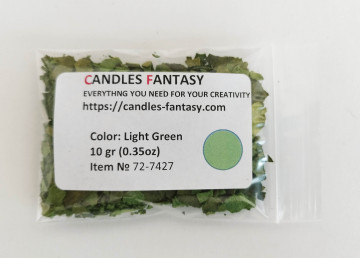 CANDLES FANTASY
EVERYTHNG YOU NEED FOR YOUR CREATIVITY
https://candles-fantasy.com
Color: Light Green
10 gr (0.35oz)
Item № 72-7427